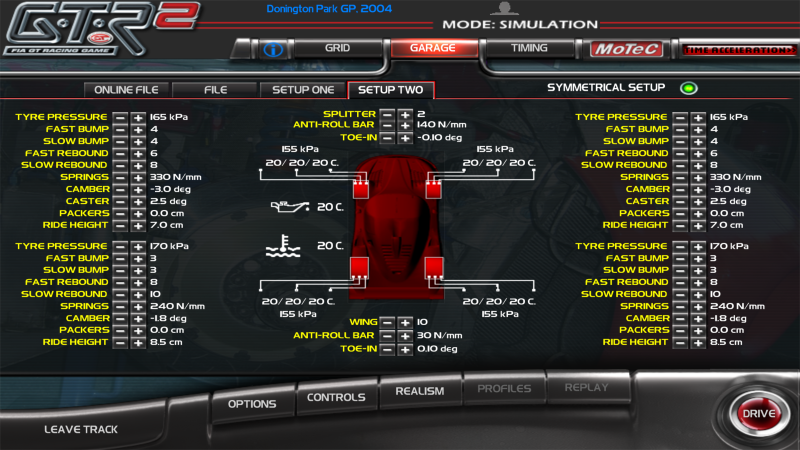 Donington Park GP, 2004
GTR2
FIA GT RACING GAME
MODE: SIMULATION
GRID
GARAGE
TIMING
MoTeC
TIME ACCELERATION
ONLINE FILE
FILE
SETUP ONE
SETUP TWO
SYMMETRICAL SETUP
TYRE PRESSURE - + 165 kPa
FAST BUMP - + 4
SLOW BUMP - + 4
FAST REBOUND - + 6
SLOW REBOUND - + 8
SPRINGS - + 330 N/mm
CAMBER - + -3.0 deg
CASTER - + 2.5 deg
PACKERS - + 0.0 cm
RIDE HEIGHT - + 7.0 cm
SPLITTER - + 2
ANTI-ROLL BAR - + 140 N/mm
TOE-IN - + -0.10 deg
TYRE PRESSURE - + 165 kPa
FAST BUMP - + 4
SLOW BUMP - + 4
FAST REBOUND - + 6
SLOW REBOUND - + 8
SPRINGS - + 330 N/mm
CAMBER - + -3.0 deg
CASTER - + 2.5 deg
PACKERS - + 0.0 cm
RIDE HEIGHT - + 7.0 cm
155 kPa
20/ 20/ 20 C.
155 kPa
20/ 20/ 20 C.
20 C.
20 C.
20/ 20/ 20 C.
155 kPa
20/ 20/ 20 C.
155 kPa
TYRE PRESSURE - + 170 kPa
FAST BUMP - + 3
SLOW BUMP - + 3
FAST REBOUND - + 8
SLOW REBOUND - + 10
SPRINGS - + 240 N/mm
CAMBER - + -1.8 deg
PACKERS - + 0.0 cm
RIDE HEIGHT - + 8.5 cm
WING - + 10
ANTI-ROLL BAR - + 30 N/mm
TOE-IN - + 0.10 deg
TYRE PRESSURE - + 170 kPa
FAST BUMP - + 3
SLOW BUMP - + 3
FAST REBOUND - + 8
SLOW REBOUND - + 10
SPRINGS - + 240 N/mm
CAMBER - + -1.8 deg
PACKERS - + 0.0 cm
RIDE HEIGHT - + 8.5 cm
LEAVE TRACK
OPTIONS
CONTROLS
REALISM
PROFILES
REPLAY
DRIVE